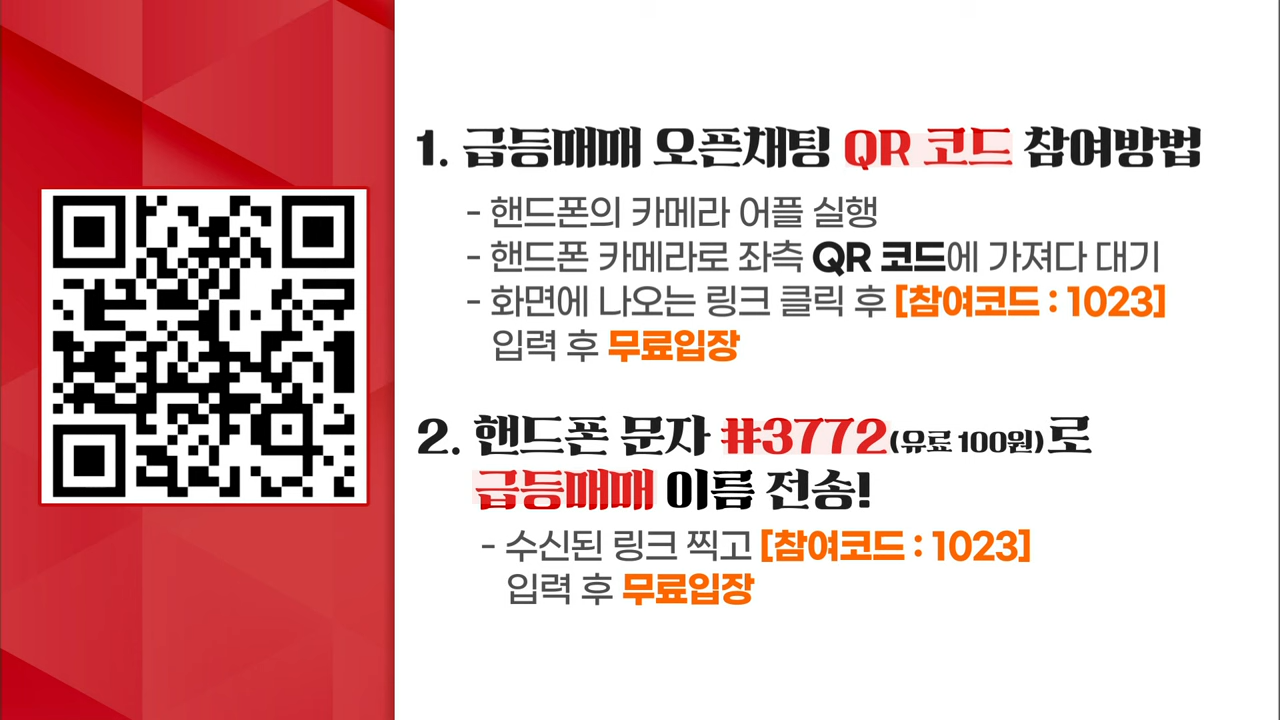 1. 급등매매 오픈채팅 QR 코드 참여방법
- 핸드폰의 카메라 어플 실행
- 핸드폰 카메라로 좌측 QR 코드에 가져다 대기
- 화면에 나오는 링크 클릭 후 [참여코드 : 1023]
입력 후 무료입장
2. 핸드폰 문자 #3772(유료 100원)로
급등매매 이름 전송!
- 수신된 링크 찍고 [참여코드 : 1023]
입력 후 무료입장